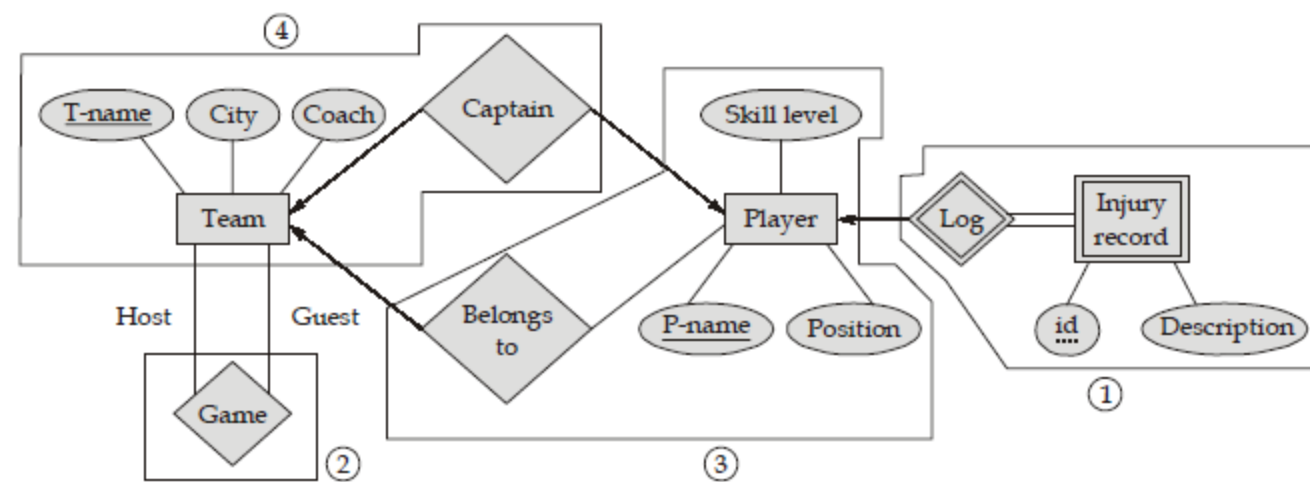 ④
T-name City Coach
Captain
Skill level
Team
Player
Log
Injury
record
Host
Guest
Belongs
to
P-name
Position
id
Description
①
Game
②
③